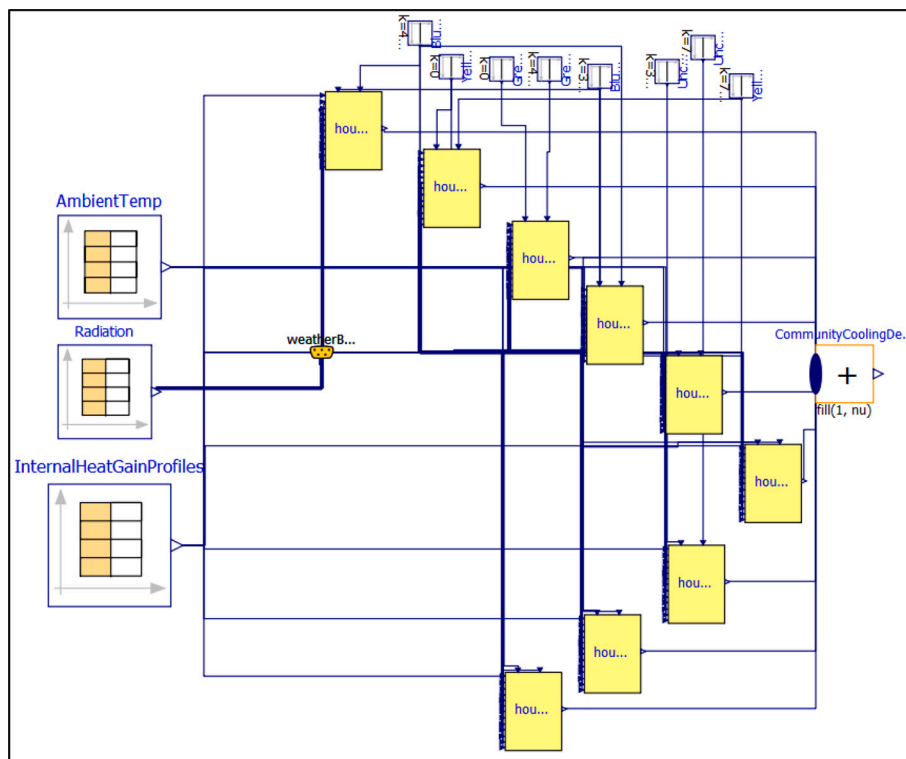 k=4...
Blu...
k=0
Yell...
k=0
Gre...
k=4...
Gre...
k=3...
Blu...
k=3...
Unc...
k=7...
Unc...
k=7...
Yell...
hou...
hou...
hou...
hou...
hou...
hou...
hou...
hou...
hou...
AmbientTemp
Radiation
weatherB...
InternalHeatGainProfiles
CommunityCoolingDe...
+
fill(1, nu)